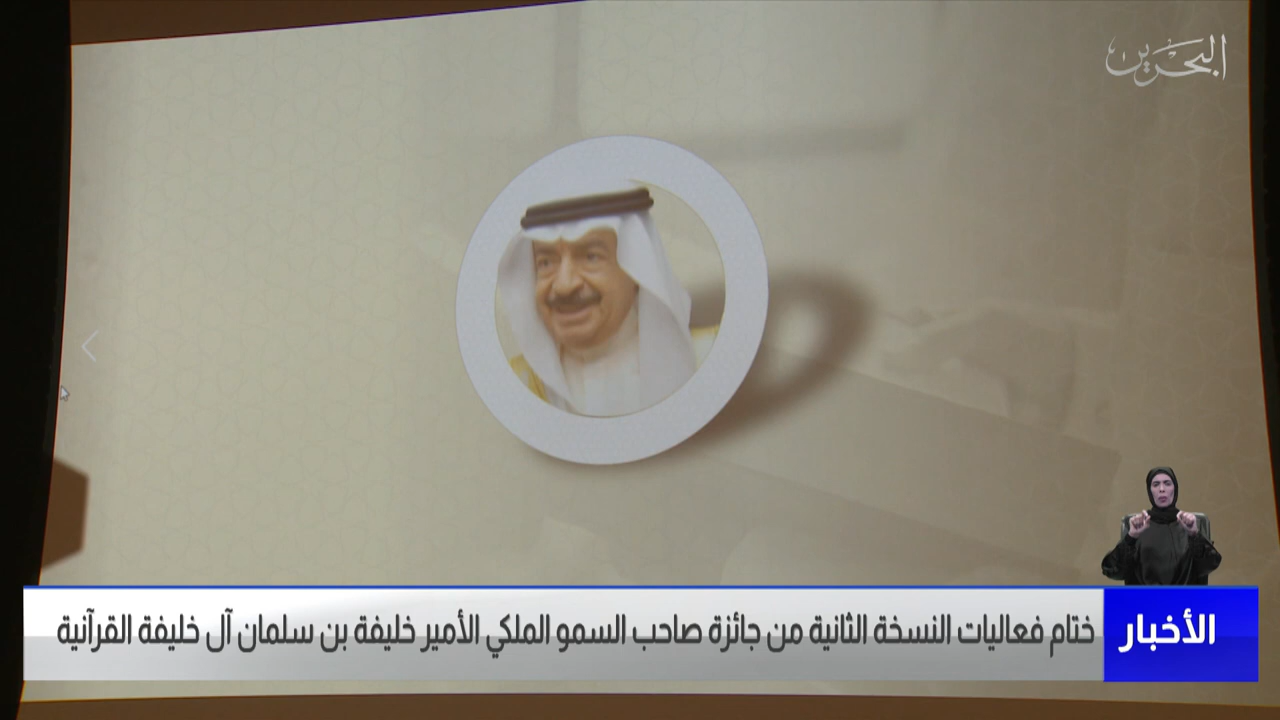 البحرين
الأخبار
ختام فعاليات النسخة الثانية من جائزة صاحب السمو الملكي الأمير خليفة بن سلمان آل خليفة القرآنية